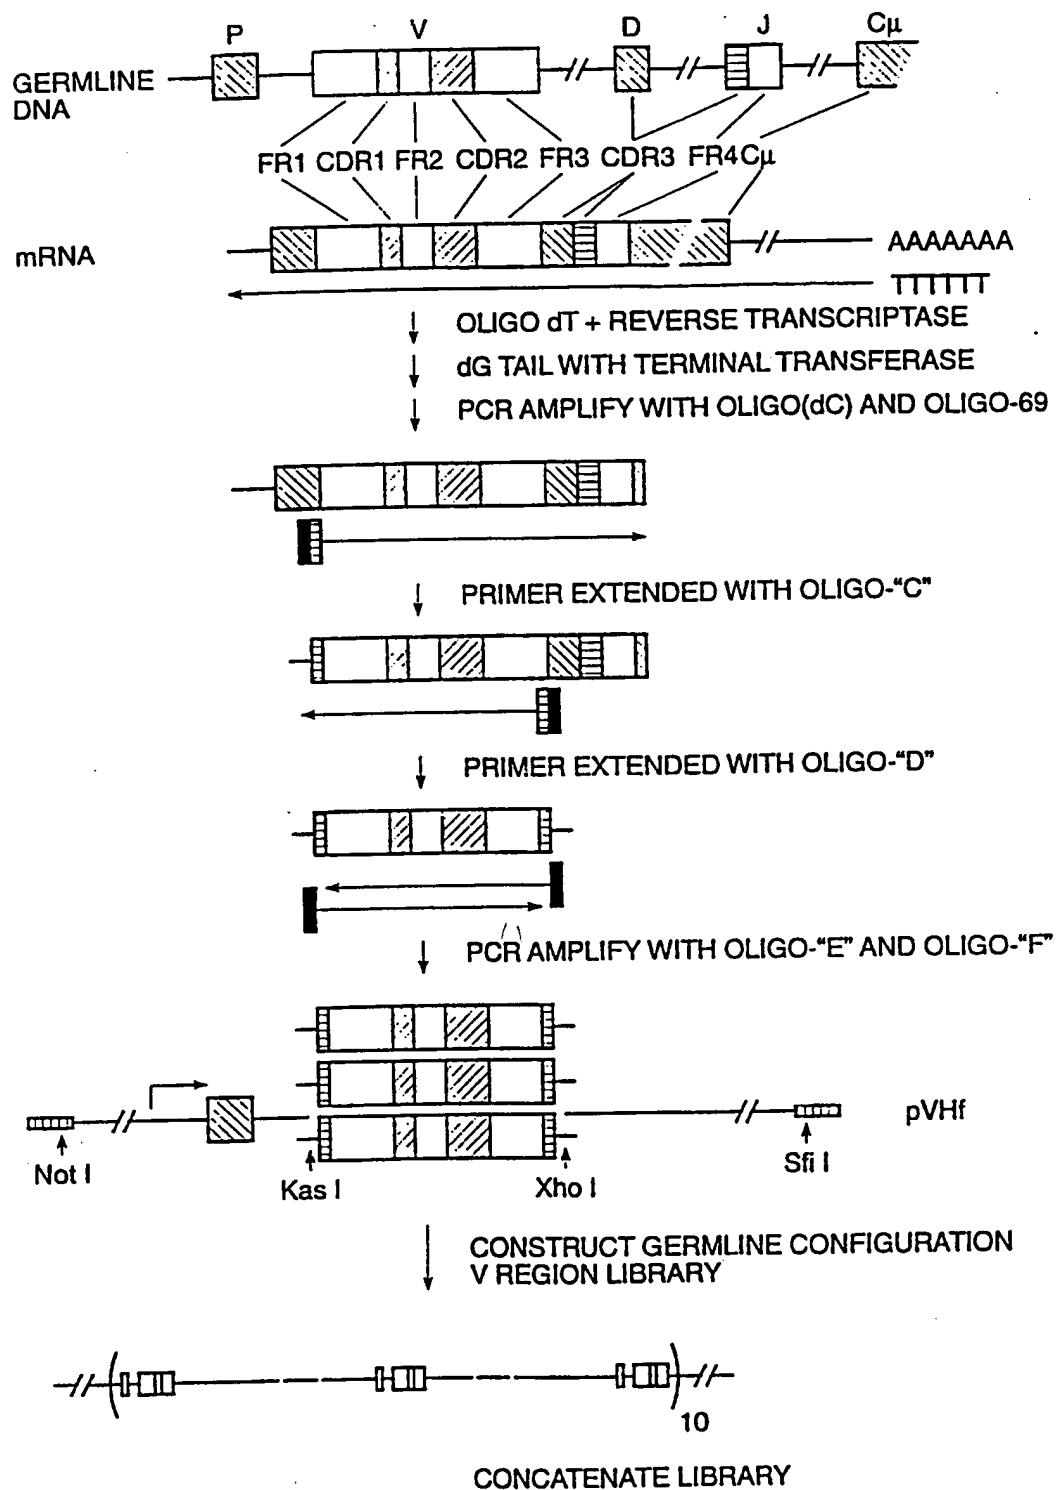 P V D J Cµ
GERMLINE
DNA
FR1 CDR1 FR2 CDR2 FR3 CDR3 FR4 Cµ
mRNA
AAAAAAA
TTTTTT
OLIGO dT + REVERSE TRANSCRIPTASE
dG TAIL WITH TERMINAL TRANSFERASE
PCR AMPLIFY WITH OLIGO(dC) AND OLIGO-69
PRIMER EXTENDED WITH OLIGO-“C”
PRIMER EXTENDED WITH OLIGO-“D”
PCR AMPLIFY WITH OLIGO-“E” AND OLIGO-“F”
pVHf
Not I Kas I Xho I Sfi I
CONSTRUCT GERMLINE CONFIGURATION
V REGION LIBRARY
10
CONCATENATE LIBRARY